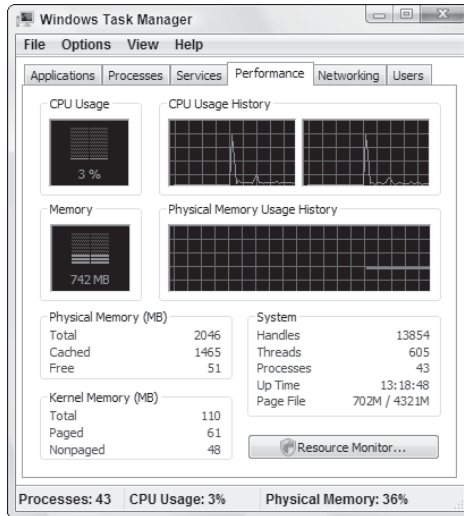 Windows Task Manager
File Options View Help
Applications Processes Services Performance Networking Users
CPU Usage
CPU Usage History
3 %
Memory
Physical Memory Usage History
742 MB
Physical Memory (MB)
Total 2046
Cached 1465
Free 51
Kernel Memory (MB)
Total 110
Paged 61
Nonpaged 48
System
Handles 13854
Threads 605
Processes 43
Up Time 13:18:48
Page File 702M / 4321M
Resource Monitor...
Processes: 43 CPU Usage: 3% Physical Memory: 36%